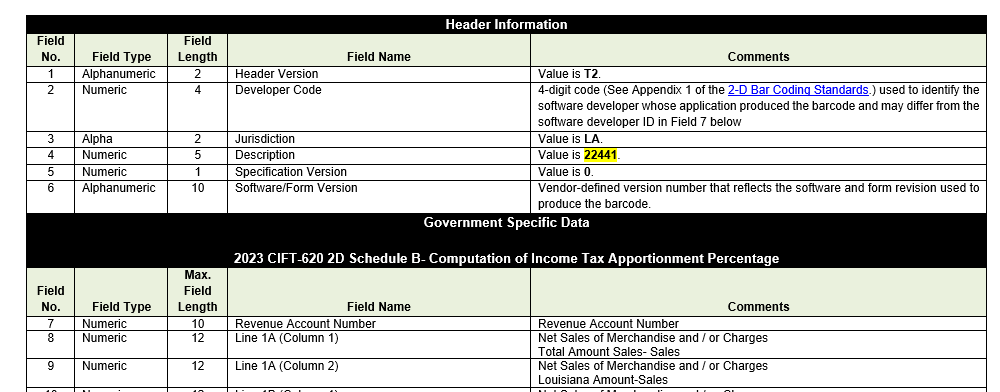 Header Information
Field No. Field Type Field Length Field Name Comments
1 Alphanumeric 2 Header Version Value is T2.
2 Numeric 4 Developer Code 4-digit code (See Appendix 1 of the 2-D Bar Coding Standards.) used to identify the
software developer whose application produced the barcode and may differ from the
software developer ID in Field 7 below
3 Alpha 2 Jurisdiction Value is LA.
4 Numeric 5 Description Value is 22441.
5 Numeric 1 Specification Version Value is 0.
6 Alphanumeric 10 Software/Form Version Vendor-defined version number that reflects the software and form revision used to
produce the barcode.
Government Specific Data
2023 CIFT-620 2D Schedule B- Computation of Income Tax Apportionment Percentage
Field No. Field Type Max. Field Length Field Name Comments
7 Numeric 10 Revenue Account Number Revenue Account Number
8 Numeric 12 Line 1A (Column 1) Net Sales of Merchandise and / or Charges
Total Amount Sales- Sales
9 Numeric 12 Line 1A (Column 2) Net Sales of Merchandise and / or Charges
Louisiana Amount-Sales